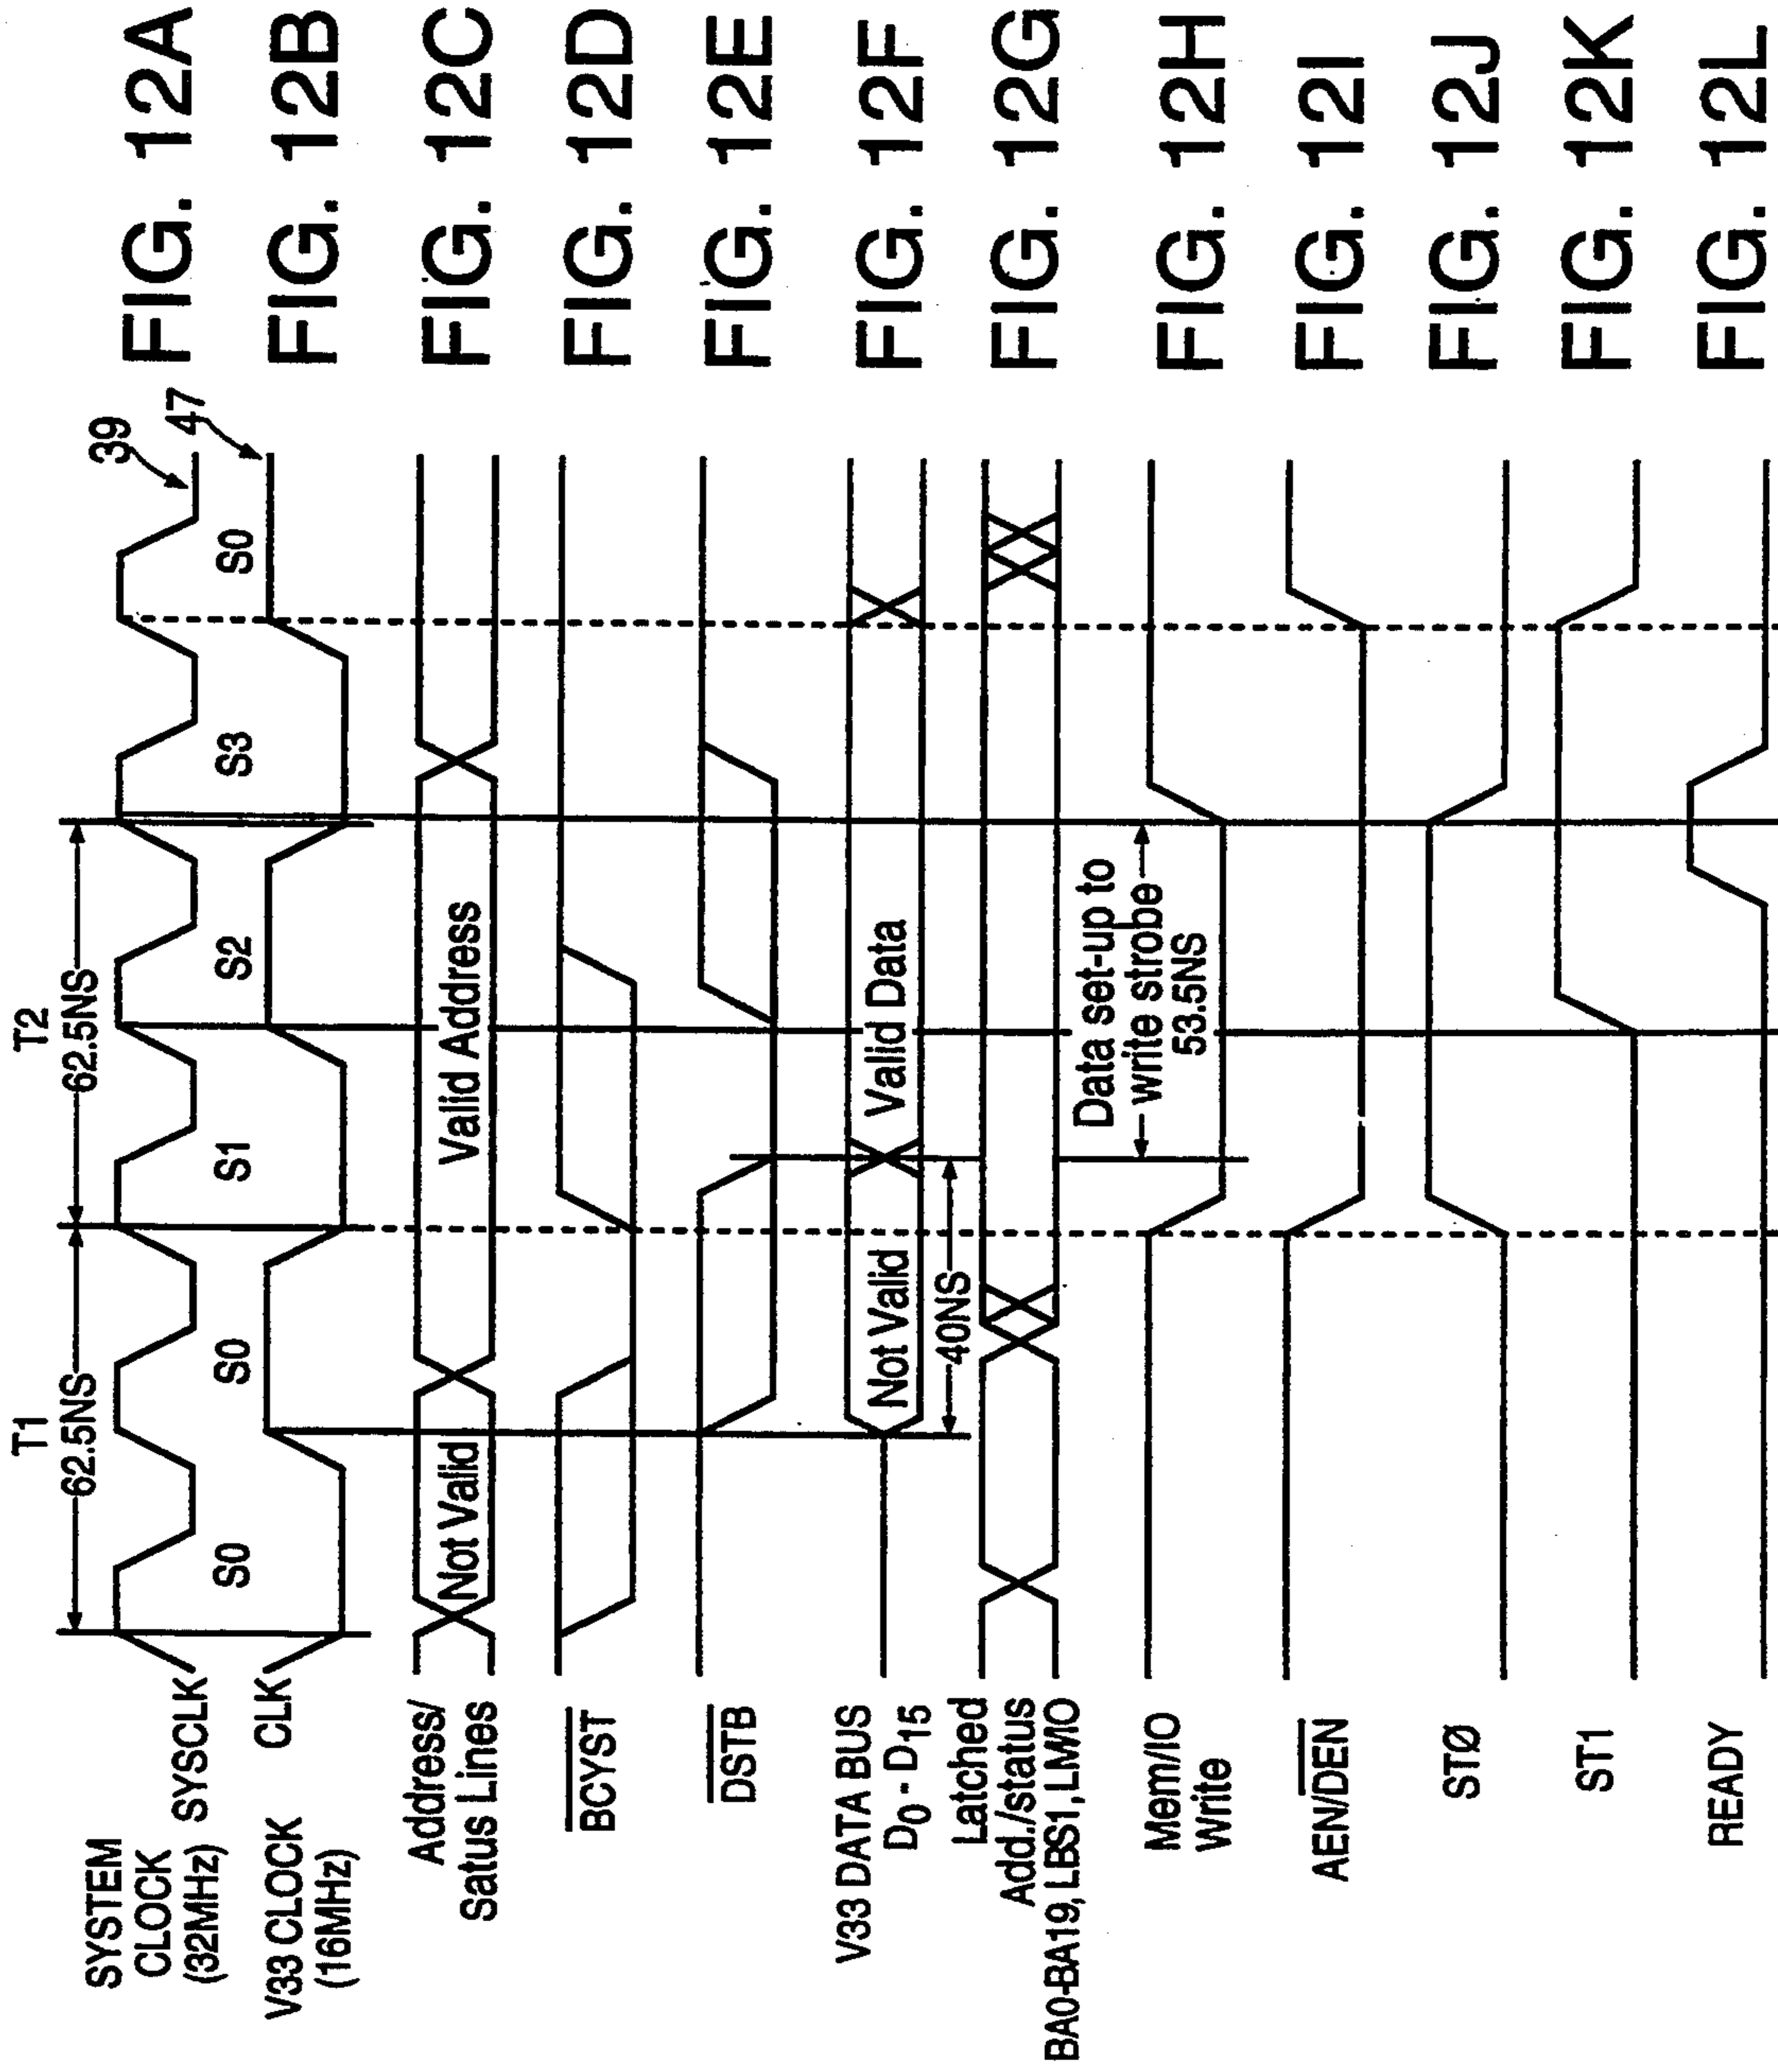 T1
T2
62.5NS
62.5NS
39
47
SYSTEM
CLOCK
(32MHz)
SYSCLK
FIG. 12A
S0
S0
S1
S2
S3
S0
V33 CLOCK
(16MHz)
CLK
FIG. 12B
Address/
Satus Lines
Not Valid
Valid Address
FIG. 12C
BCYST
FIG. 12D
DSTB
FIG. 12E
V33 DATA BUS
D0 - D15
Not Valid
Valid Data
FIG. 12F
40NS
Latched
Add./status
BA0-BA19, LBS1, LM/IO
FIG. 12G
Data set-up to
write strobe
53.5NS
Mem/IO
Write
FIG. 12H
AEN/DEN
FIG. 12I
STØ
FIG. 12J
ST1
FIG. 12K
READY
FIG. 12L